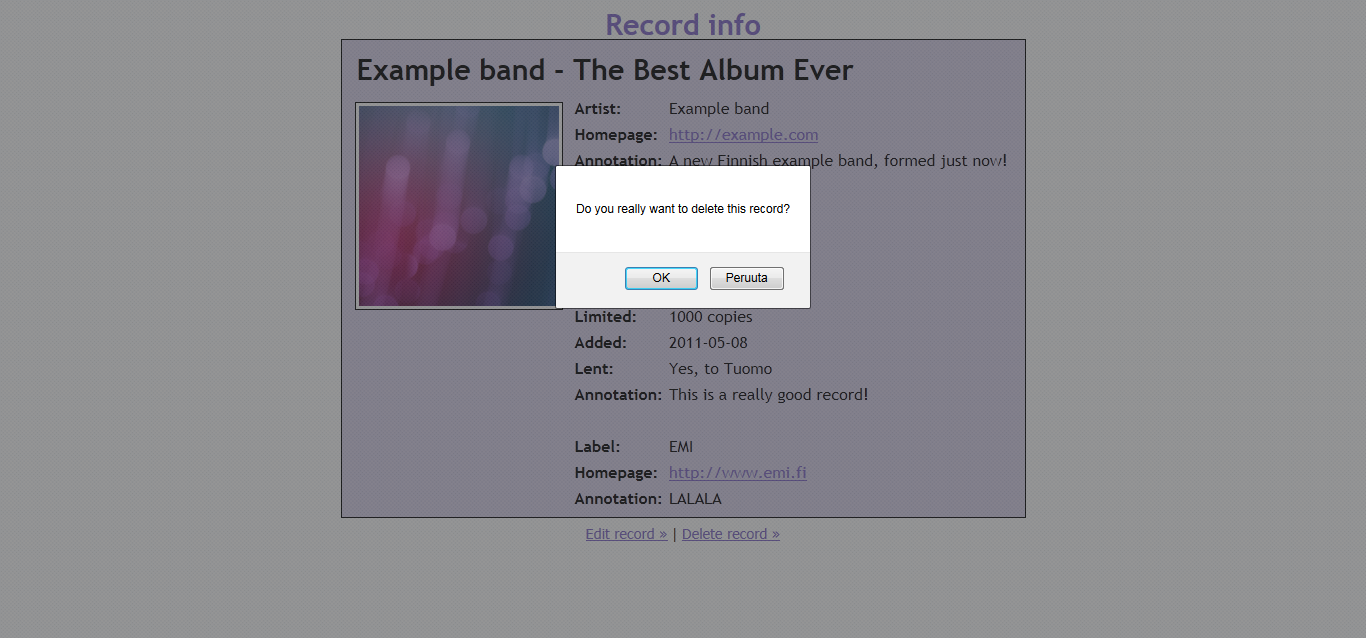 Record info
Example band - The Best Album Ever
Artist: Example band
Homepage: http://example.com
Annotation: A new Finnish example band, formed just now!
Do you really want to delete this record?
OK Peruuta
Limited: 1000 copies
Added: 2011-05-08
Lent: Yes, to Tuomo
Annotation: This is a really good record!
Label: EMI
Homepage: http://www.emi.fi
Annotation: LALALA
Edit record » | Delete record »